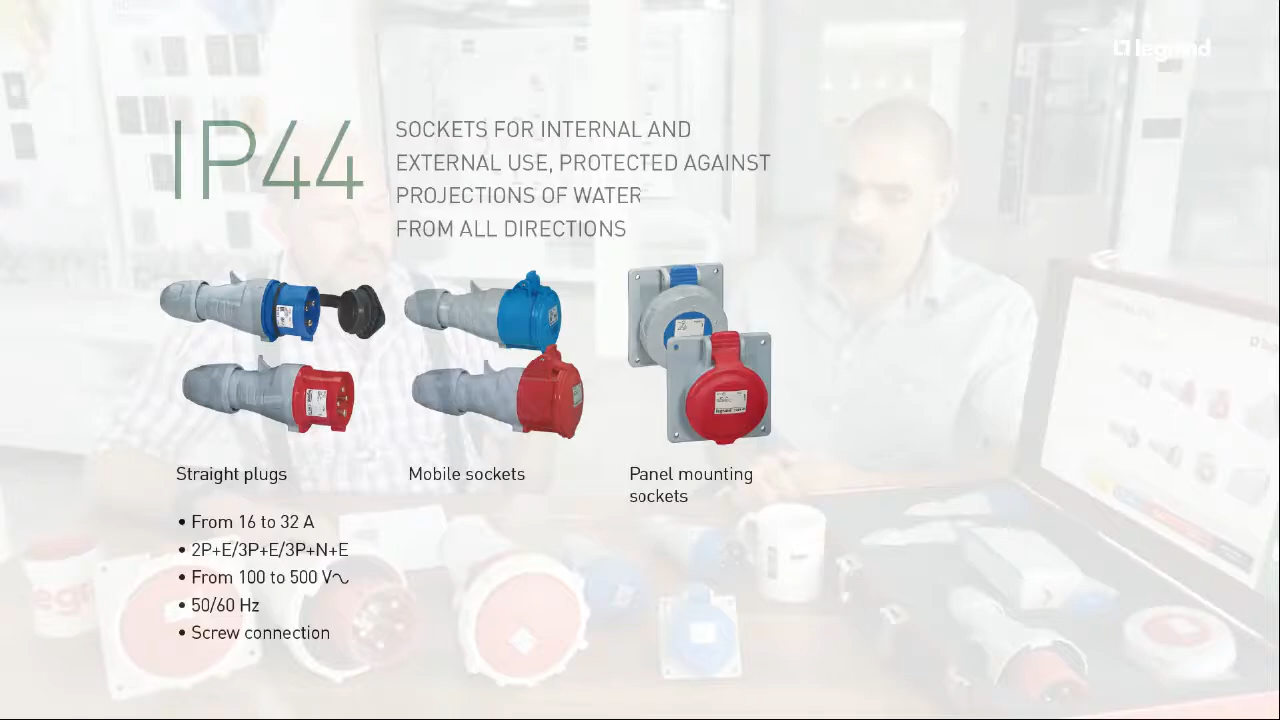 legrand
IP44
SOCKETS FOR INTERNAL AND
EXTERNAL USE, PROTECTED AGAINST
PROJECTIONS OF WATER
FROM ALL DIRECTIONS
Straight plugs
Mobile sockets
Panel mounting
sockets
• From 16 to 32 A
• 2P+E/3P+E/3P+N+E
• From 100 to 500 V~
• 50/60 Hz
• Screw connection